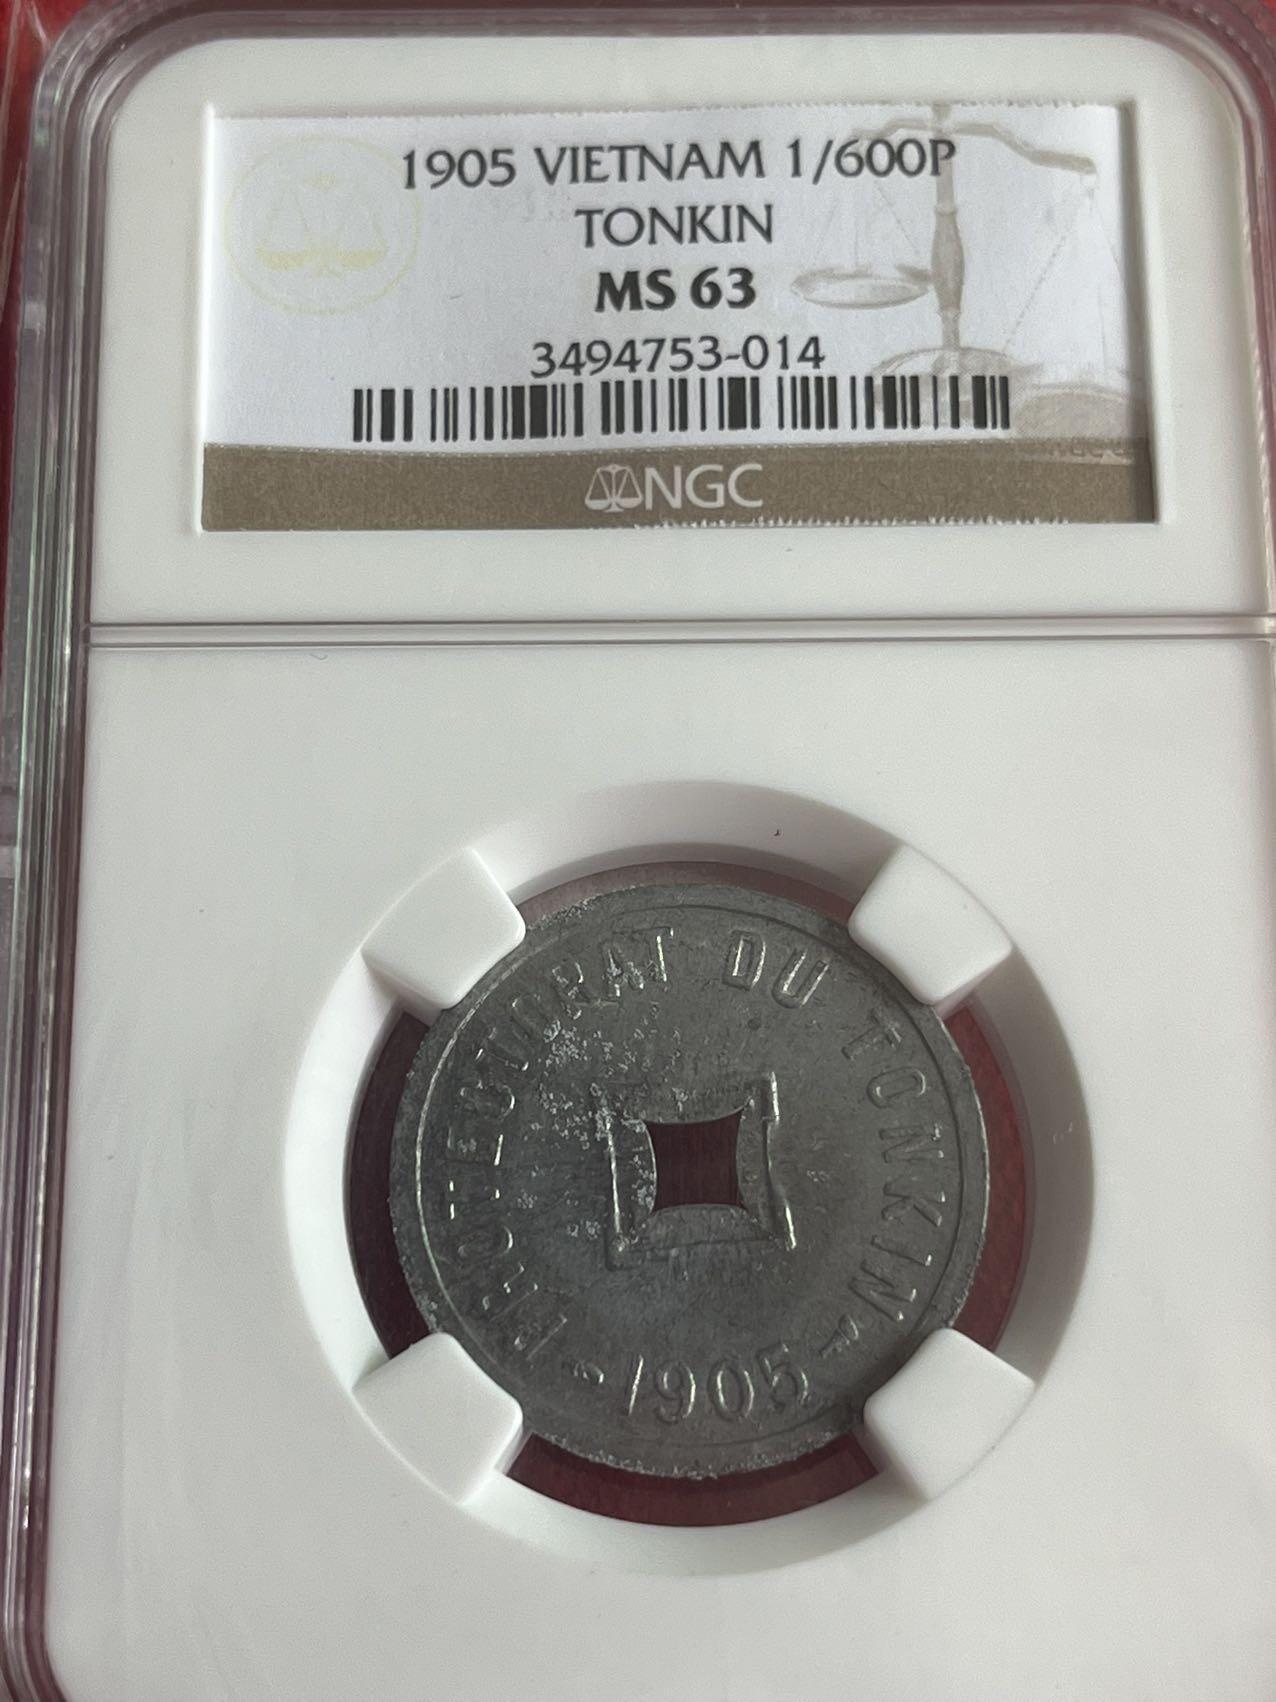 1905 VIETNAM 1/600P
TONKIN
MS 63
3494753-014
NGC
PROTECTORAT DU TONKIN
1905